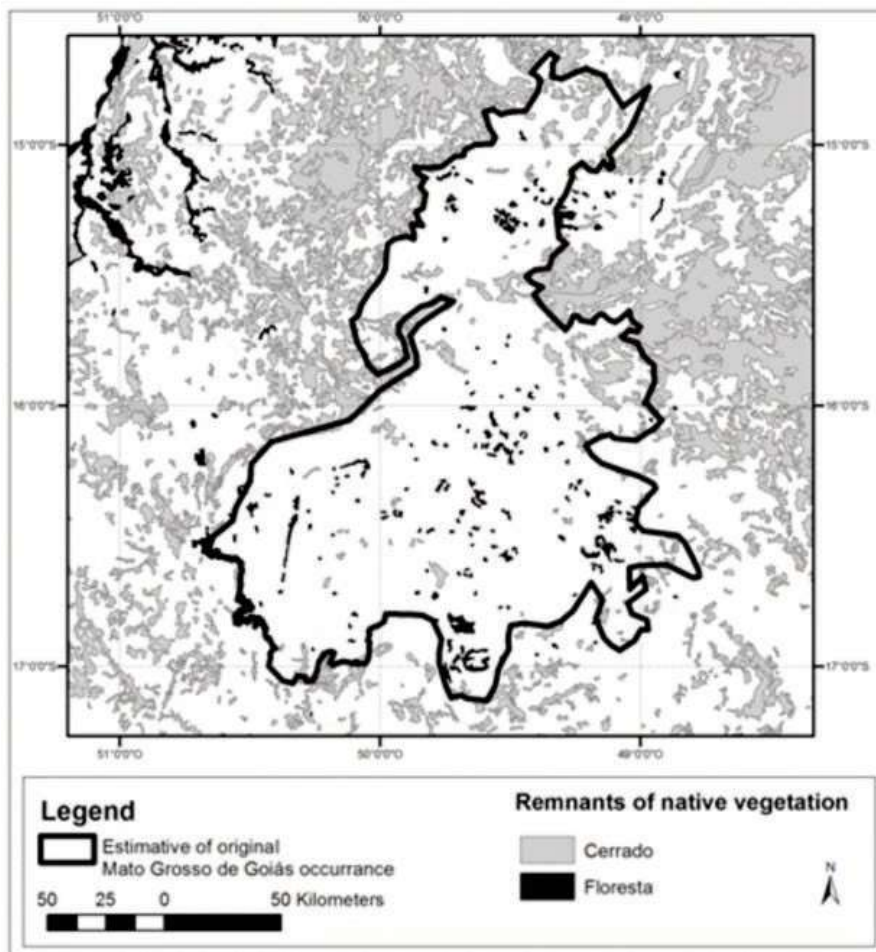 51°0'0"O 50°0'0"O 49°0'0"O
15°0'0"S 15°0'0"S
16°0'0"S 16°0'0"S
17°0'0"S 17°0'0"S
51°0'0"O 50°0'0"O 49°0'0"O
Legend
Estimative of original
Mato Grosso de Goiás occurrance
50 25 0 50 Kilometers
Remnants of native vegetation
Cerrado
Floresta
N